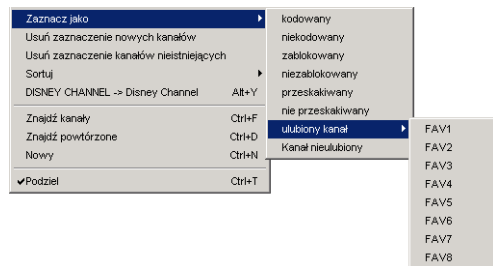 Zaznacz jako
Usuń zaznaczenie nowych kanałów
Usuń zaznaczenie kanałów nieistniejących
Sortuj
DISNEY CHANNEL -> Disney Channel Alt+Y
Znajdź kanały Ctrl+F
Znajdź powtórzone Ctrl+D
Nowy Ctrl+N
Podziel Ctrl+T
kodowany
niekodowany
zablokowany
niezablokowany
przeskakiwany
nie przeskakiwany
ulubiony kanał
Kanał nieulubiony
FAV1
FAV2
FAV3
FAV4
FAV5
FAV6
FAV7
FAV8